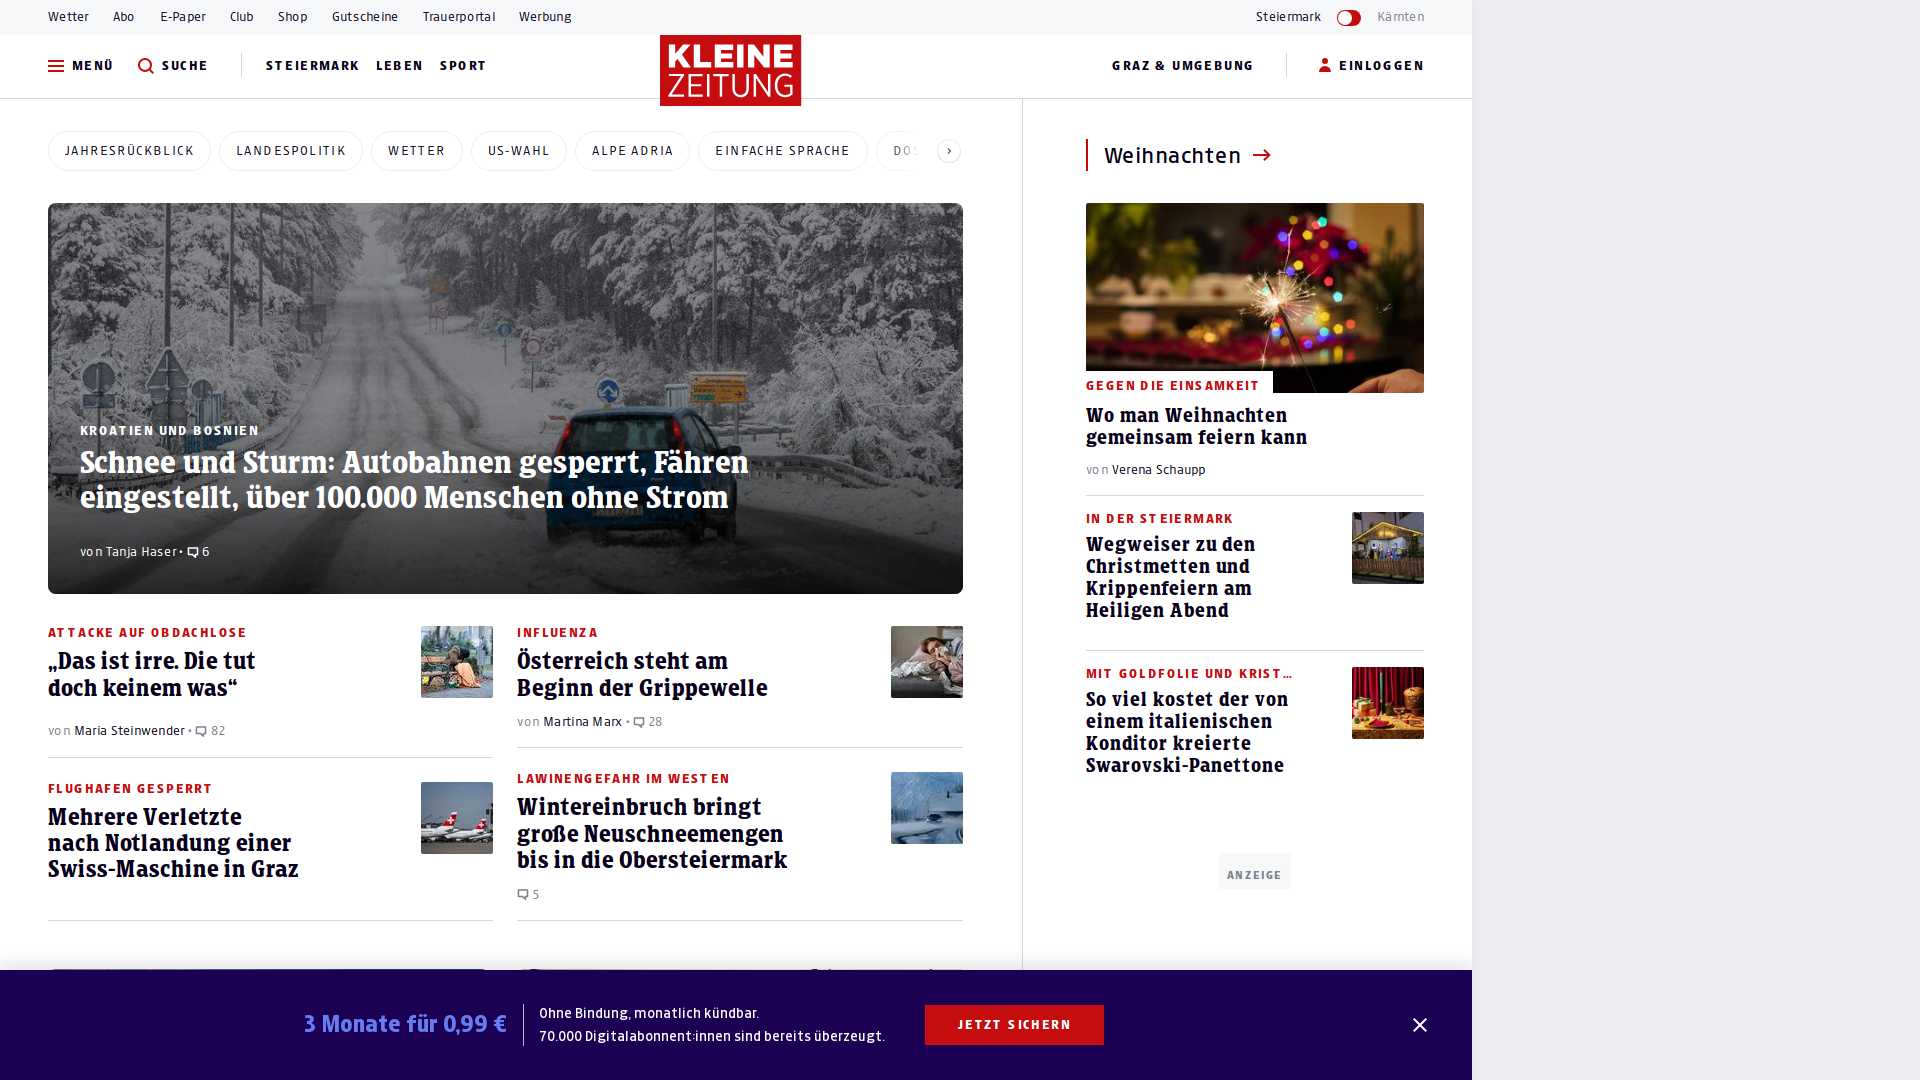 Wetter Abo E-Paper Club Shop Gutscheine Trauerportal Werbung Steiermark Kärnten
MENÜ SUCHE STEIERMARK LEBEN SPORT KLEINE ZEITUNG GRAZ & UMGEBUNG EINLOGGEN
JAHRESRÜCKBLICK LANDESPOLITIK WETTER US-WAHL ALPE ADRIA EINFACHE SPRACHE
KROATIEN UND BOSNIEN
Schnee und Sturm: Autobahnen gesperrt, Fähren
eingestellt, über 100.000 Menschen ohne Strom
von Tanja Haser • 6
ATTACKE AUF OBDACHLOSE
„Das ist irre. Die tut
doch keinem was“
von Maria Steinwender • 82
FLUGHAFEN GESPERRT
Mehrere Verletzte
nach Notlandung einer
Swiss-Maschine in Graz
INFLUENZA
Österreich steht am
Beginn der Grippewelle
von Martina Marx • 28
LAWINENGEFAHR IM WESTEN
Wintereinbruch bringt
große Neuschneemengen
bis in die Obersteiermark
5
Weihnachten
GEGEN DIE EINSAMKEIT
Wo man Weihnachten
gemeinsam feiern kann
von Verena Schaupp
IN DER STEIERMARK
Wegweiser zu den
Christmetten und
Krippenfeiern am
Heiligen Abend
MIT GOLDFOLIE UND KRIST…
So viel kostet der von
einem italienischen
Konditor kreierte
Swarovski-Panettone
ANZEIGE
3 Monate für 0,99 €
Ohne Bindung, monatlich kündbar.
70.000 Digitalabonnent:innen sind bereits überzeugt.
JETZT SICHERN